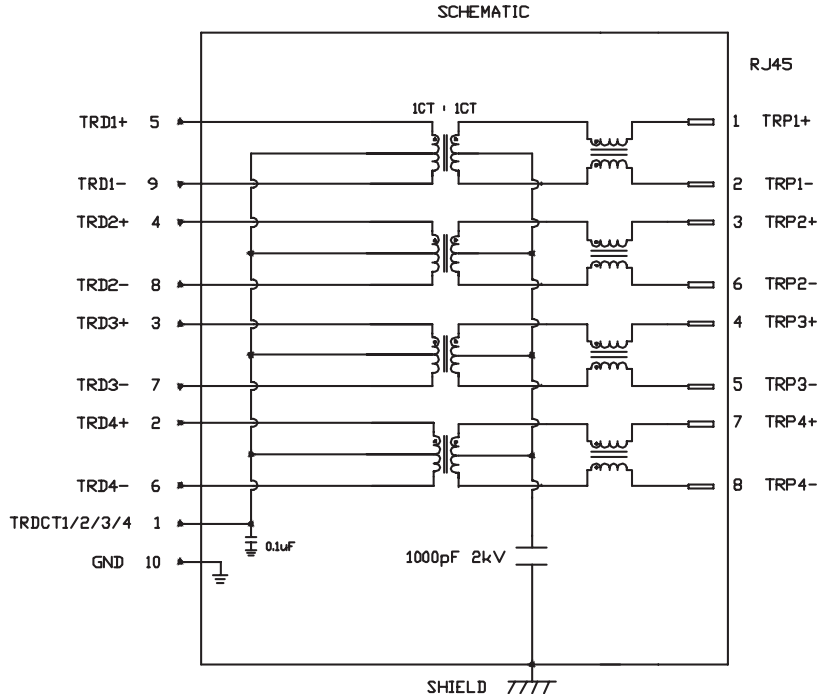 SCHEMATIC
RJ45
1CT : 1CT
TRD1+ 5
1 TRP1+
TRD1- 9
2 TRP1-
TRD2+ 4
3 TRP2+
TRD2- 8
6 TRP2-
TRD3+ 3
4 TRP3+
TRD3- 7
5 TRP3-
TRD4+ 2
7 TRP4+
TRD4- 6
8 TRP4-
TRDCT1/2/3/4 1
0.1uF
GND 10
1000pF 2kV
SHIELD